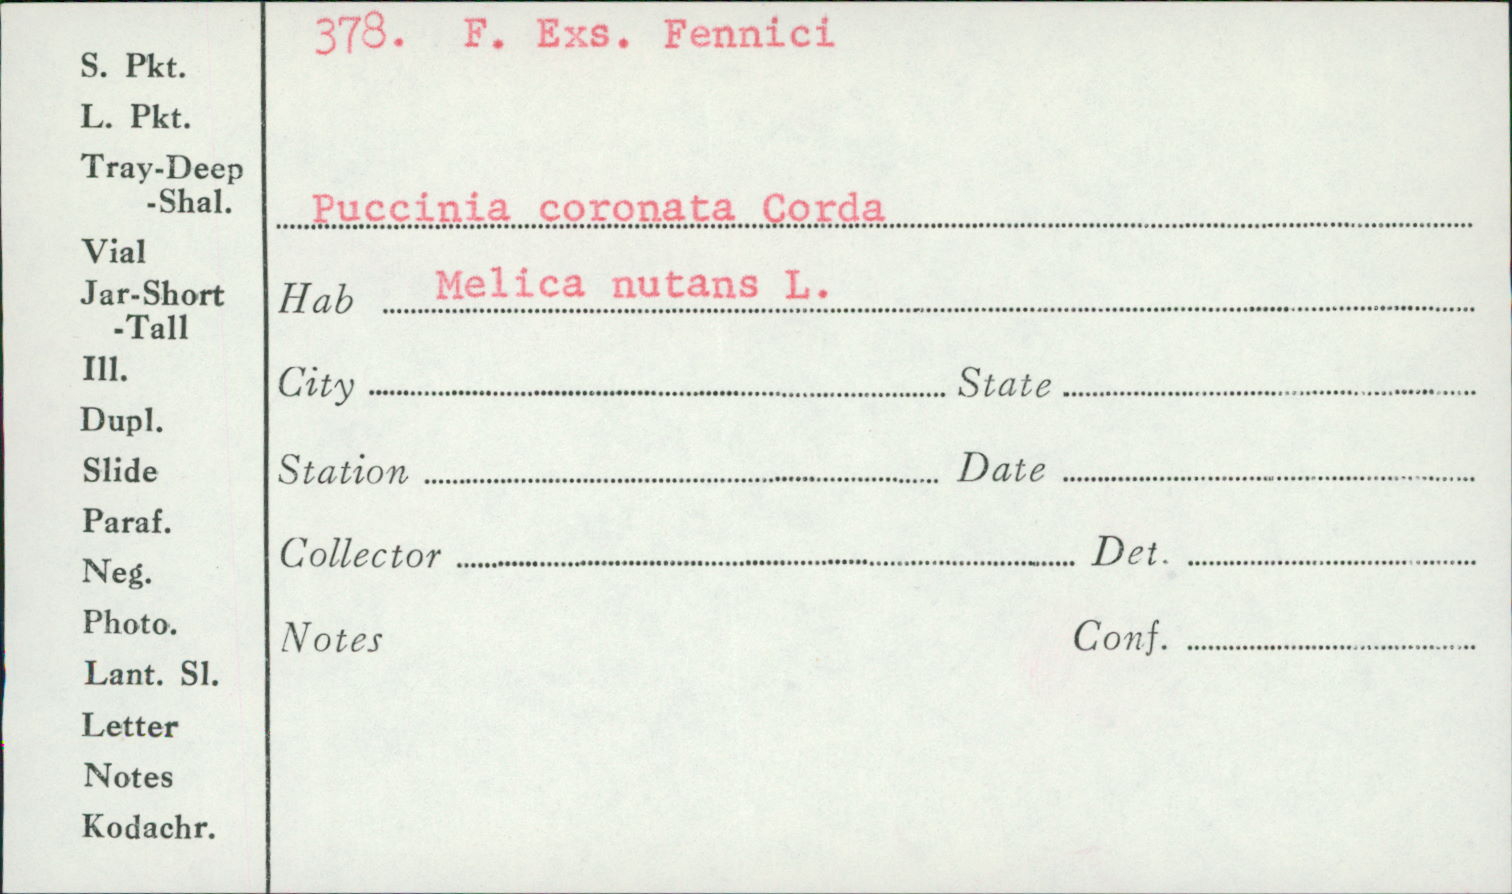 378. F. Exs. Fennici
S. Pkt.
L. Pkt.
Tray-Deep
-Shal.
Vial
Jar-Short
-Tall
Ill.
Dupl.
Slide
Paraf.
Neg.
Photo.
Lant. Sl.
Letter
Notes
Kodachr.
Puccinia coronata Corda
Hab Melica nutans L.
City State
Station Date
Collector Det.
Notes Conf.